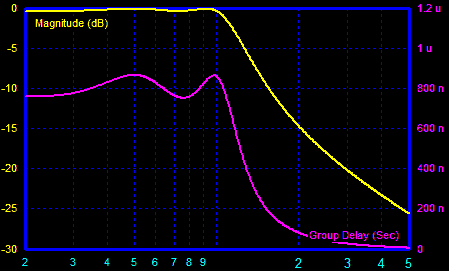 0
1.2 u
Magnitude (dB)
-5
1 u
-10
800 n
-15
600 n
-20
400 n
-25
200 n
Group Delay (Sec)
-30
0
2 3 4 5 6 7 8 9 2 3 4 5